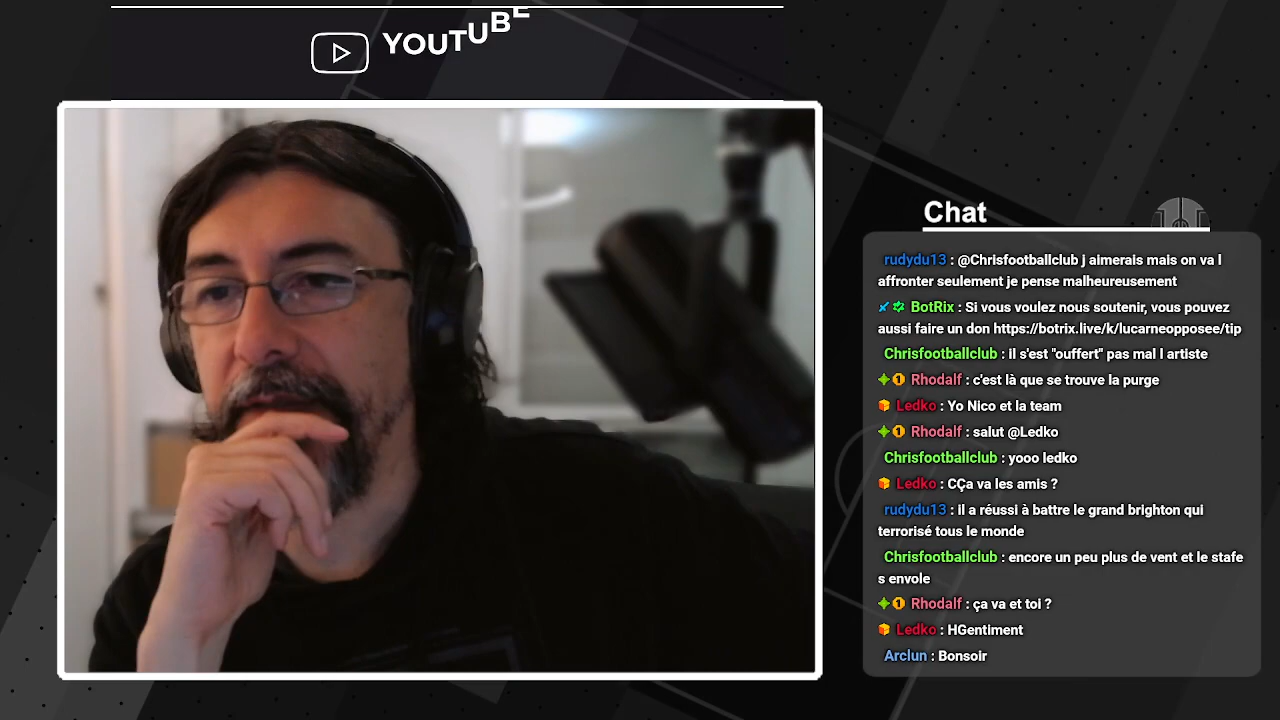 YOUTUBE
Chat
rudydu13 : @Chrisfootballclub j aimerais mais on va l
affronter seulement je pense malheureusement
BotRix : Si vous voulez nous soutenir, vous pouvez
aussi faire un don https://botrix.live/k/lucarneopposee/tip
Chrisfootballclub : il s'est "ouffert" pas mal l artiste
1 Rhodalf : c'est là que se trouve la purge
Ledko : Yo Nico et la team
1 Rhodalf : salut @Ledko
Chrisfootballclub : yooo ledko
Ledko : CÇa va les amis ?
rudydu13 : il a réussi à battre le grand brighton qui
terrorisé tous le monde
Chrisfootballclub : encore un peu plus de vent et le stafe
s envole
1 Rhodalf : ça va et toi ?
Ledko : HGentiment
Arclun : Bonsoir